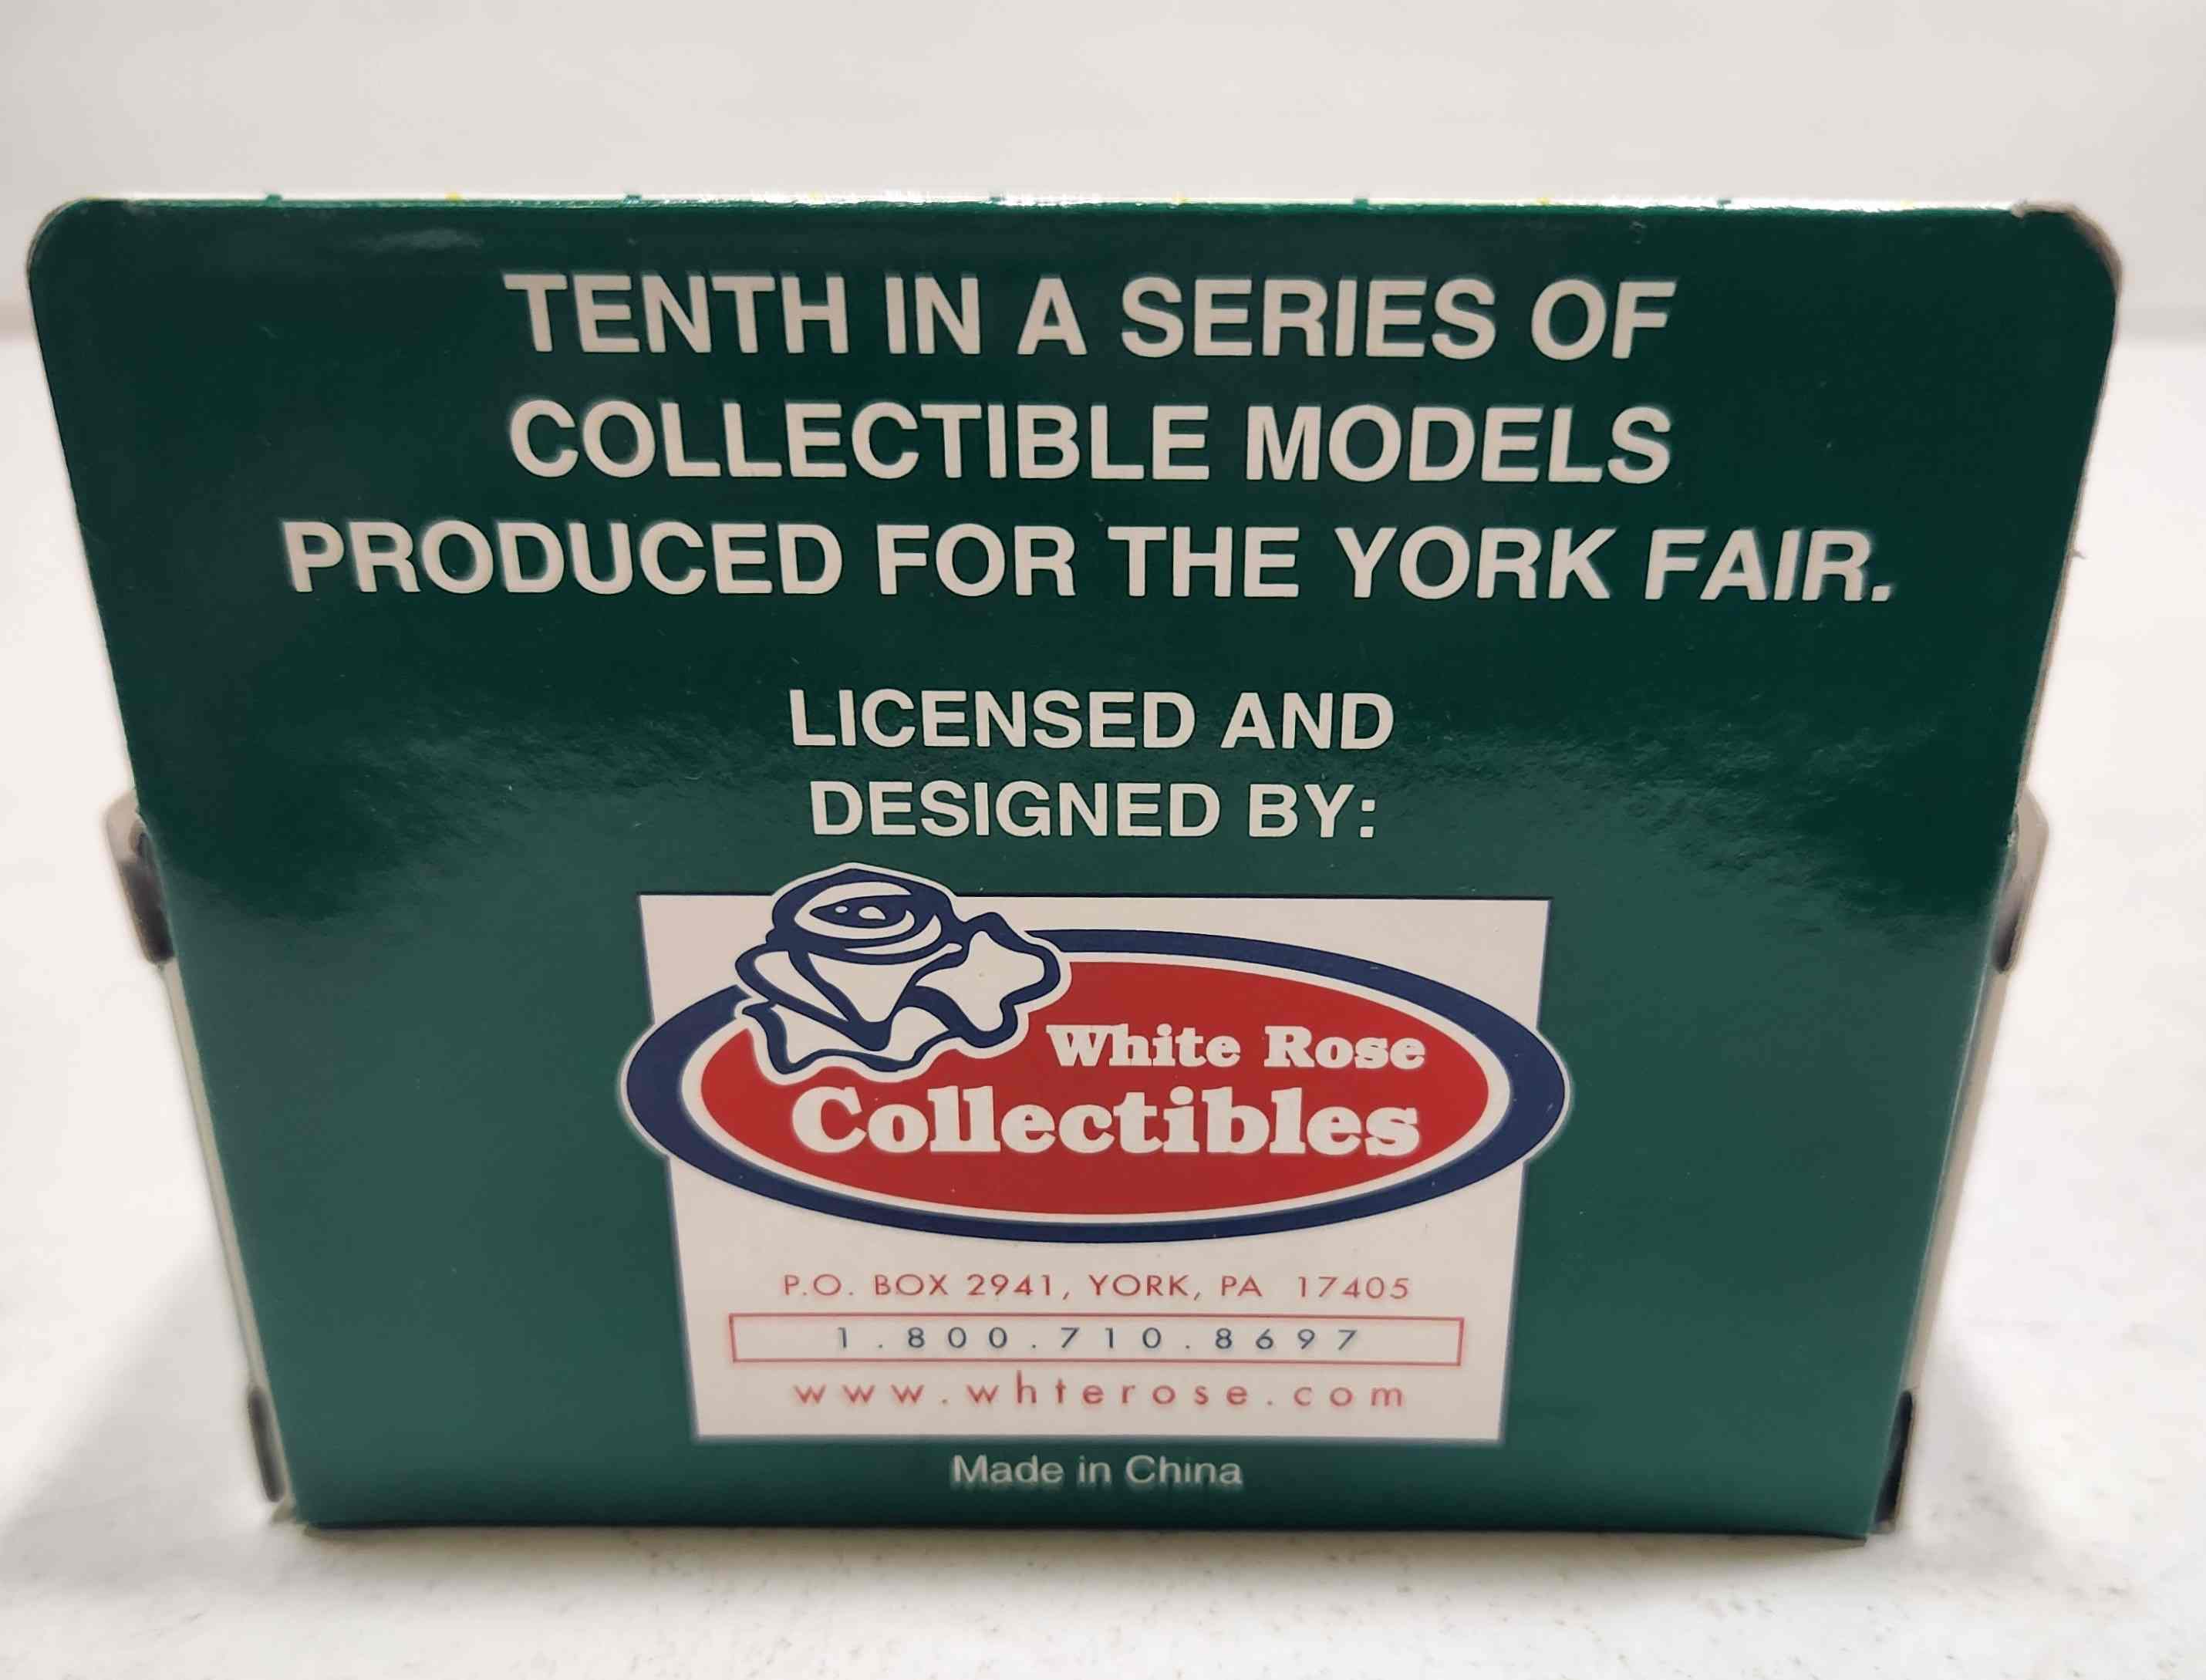 TENTH IN A SERIES OF
COLLECTIBLE MODELS
PRODUCED FOR THE YORK FAIR.
LICENSED AND
DESIGNED BY:
White Rose
Collectibles
P.O. BOX 2941, YORK, PA 17405
1.800.710.8697
www.whterose.com
Made in China